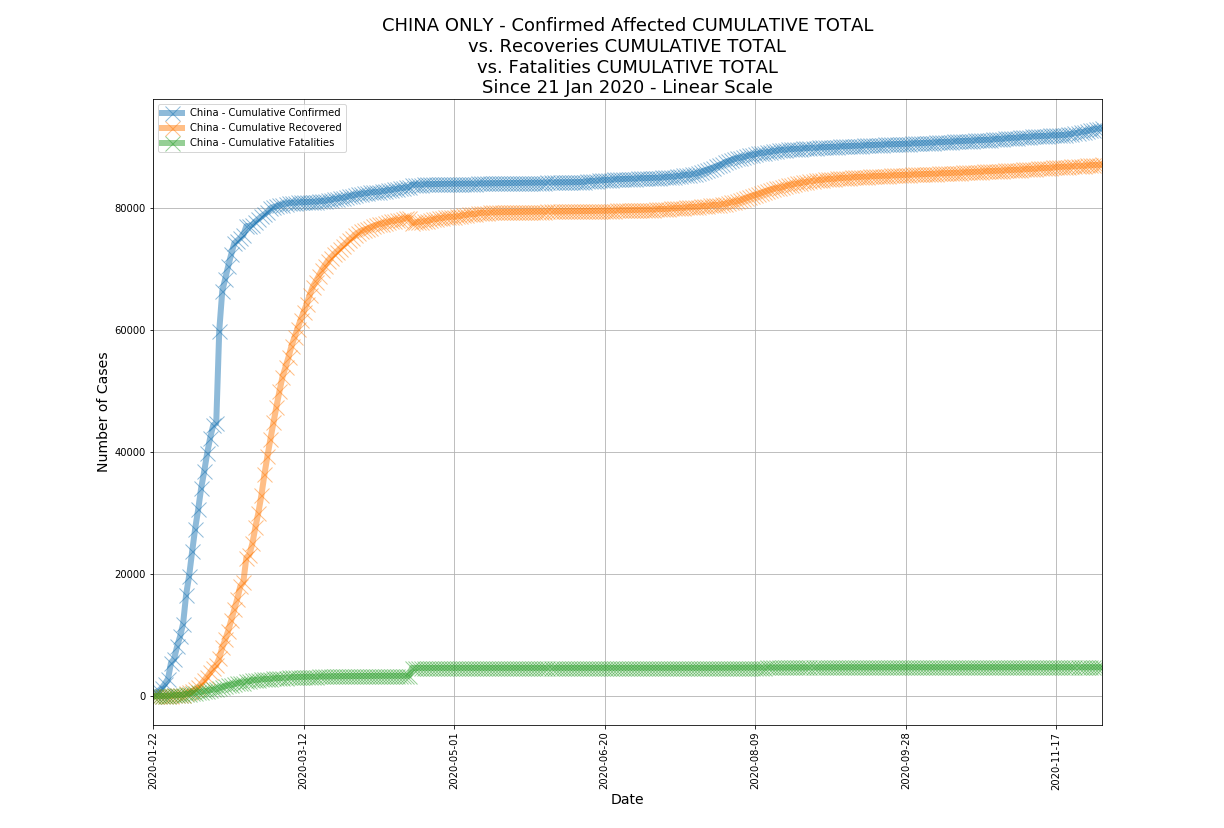 CHINA ONLY - Confirmed Affected CUMULATIVE TOTAL
vs. Recoveries CUMULATIVE TOTAL
vs. Fatalities CUMULATIVE TOTAL
Since 21 Jan 2020 - Linear Scale
China - Cumulative Confirmed
China - Cumulative Recovered
China - Cumulative Fatalities
Number of Cases
80000
60000
40000
20000
0
2020-01-22
2020-03-12
2020-05-01
2020-06-20
2020-08-09
2020-09-28
2020-11-17
Date